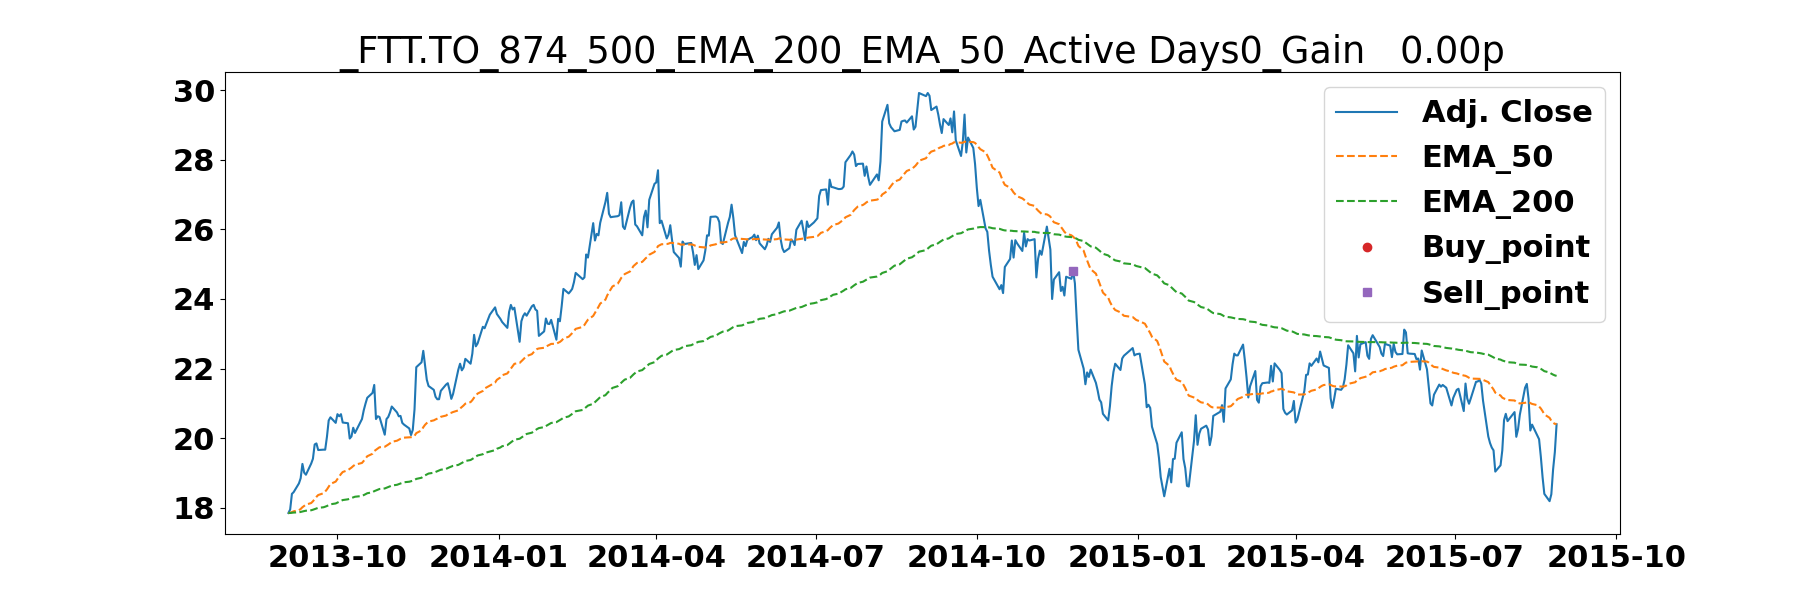 _FTT.TO_874_500_EMA_200_EMA_50_Active Days0_Gain   0.00p
30
28
26
24
22
20
18
Adj. Close
EMA_50
EMA_200
Buy_point
Sell_point
2013-10 2014-01 2014-04 2014-07 2014-10 2015-01 2015-04 2015-07 2015-10